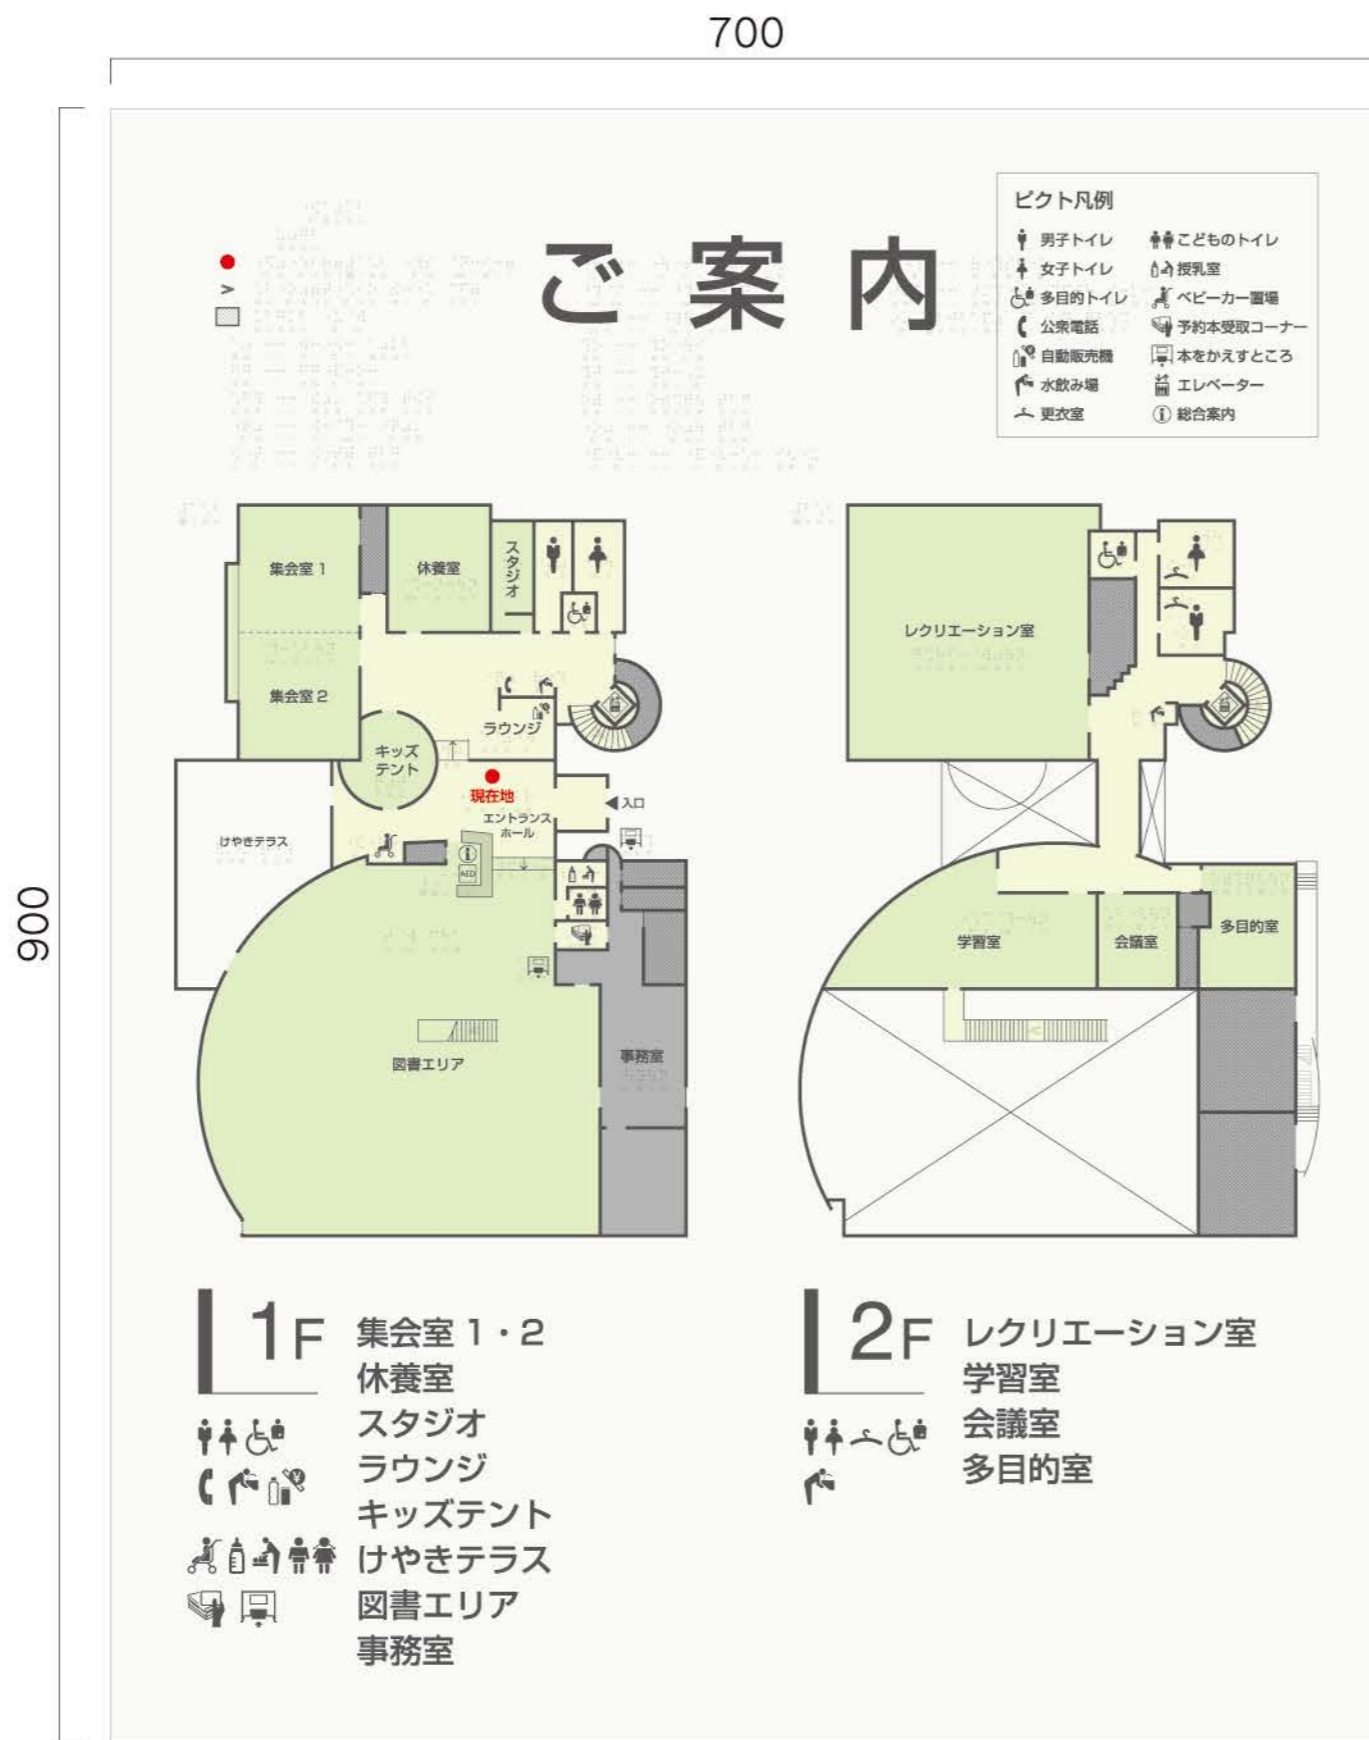 700
900
ご案内
ピクト凡例
男子トイレ
女子トイレ
多目的トイレ
公衆電話
自動販売機
水飲み場
更衣室
こどものトイレ
授乳室
ベビーカー置場
予約本受取コーナー
本をかえすところ
エレベーター
総合案内
集会室 1
休養室
スタジオ
集会室 2
ラウンジ
キッズ
テント
現在地
エントランス
ホール
入口
けやきテラス
AED
図書エリア
事務室
レクリエーション室
学習室
会議室
多目的室
1F
集会室 1・2
休養室
スタジオ
ラウンジ
キッズテント
けやきテラス
図書エリア
事務室
2F
レクリエーション室
学習室
会議室
多目的室